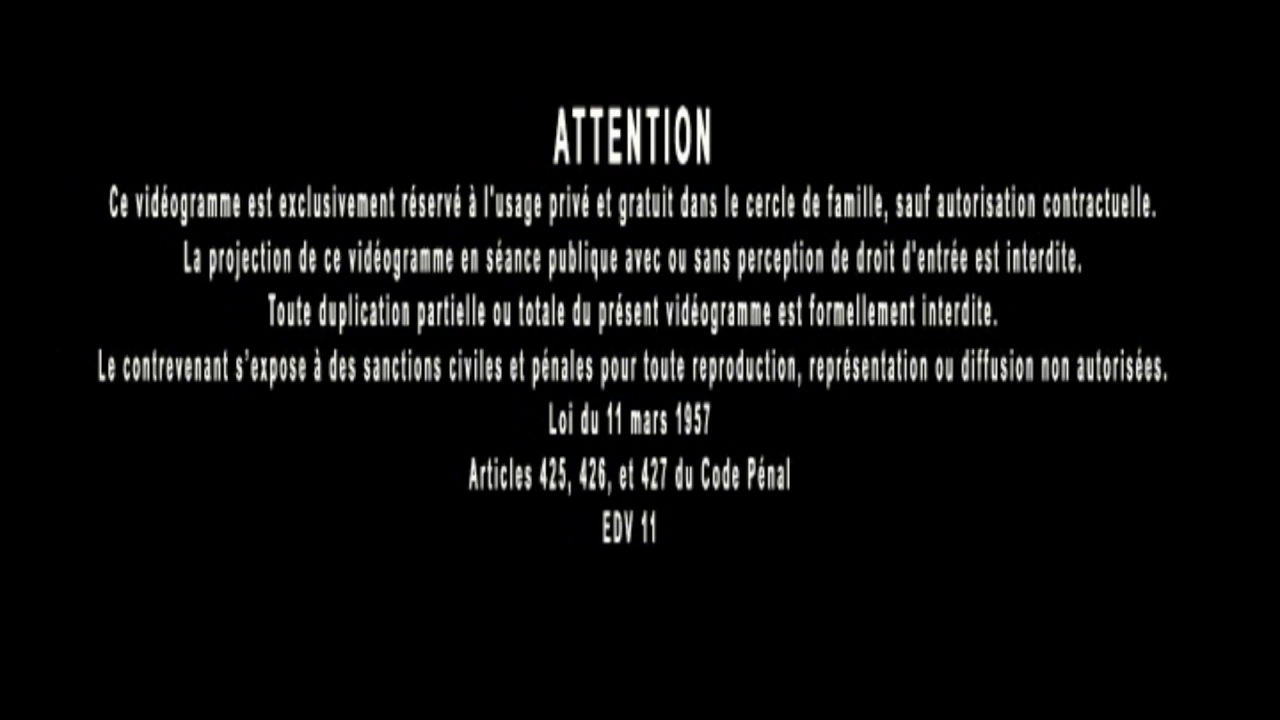 ATTENTION
Ce vidéogramme est exclusivement réservé à l'usage privé et gratuit dans le cercle de famille, sauf autorisation contractuelle.
La projection de ce vidéogramme en séance publique avec ou sans perception de droit d'entrée est interdite.
Toute duplication partielle ou totale du présent vidéogramme est formellement interdite.
Le contrevenant s'expose à des sanctions civiles et pénales pour toute reproduction, représentation ou diffusion non autorisées.
Loi du 11 mars 1957
Articles 425, 426, et 427 du Code Pénal
EDV 11